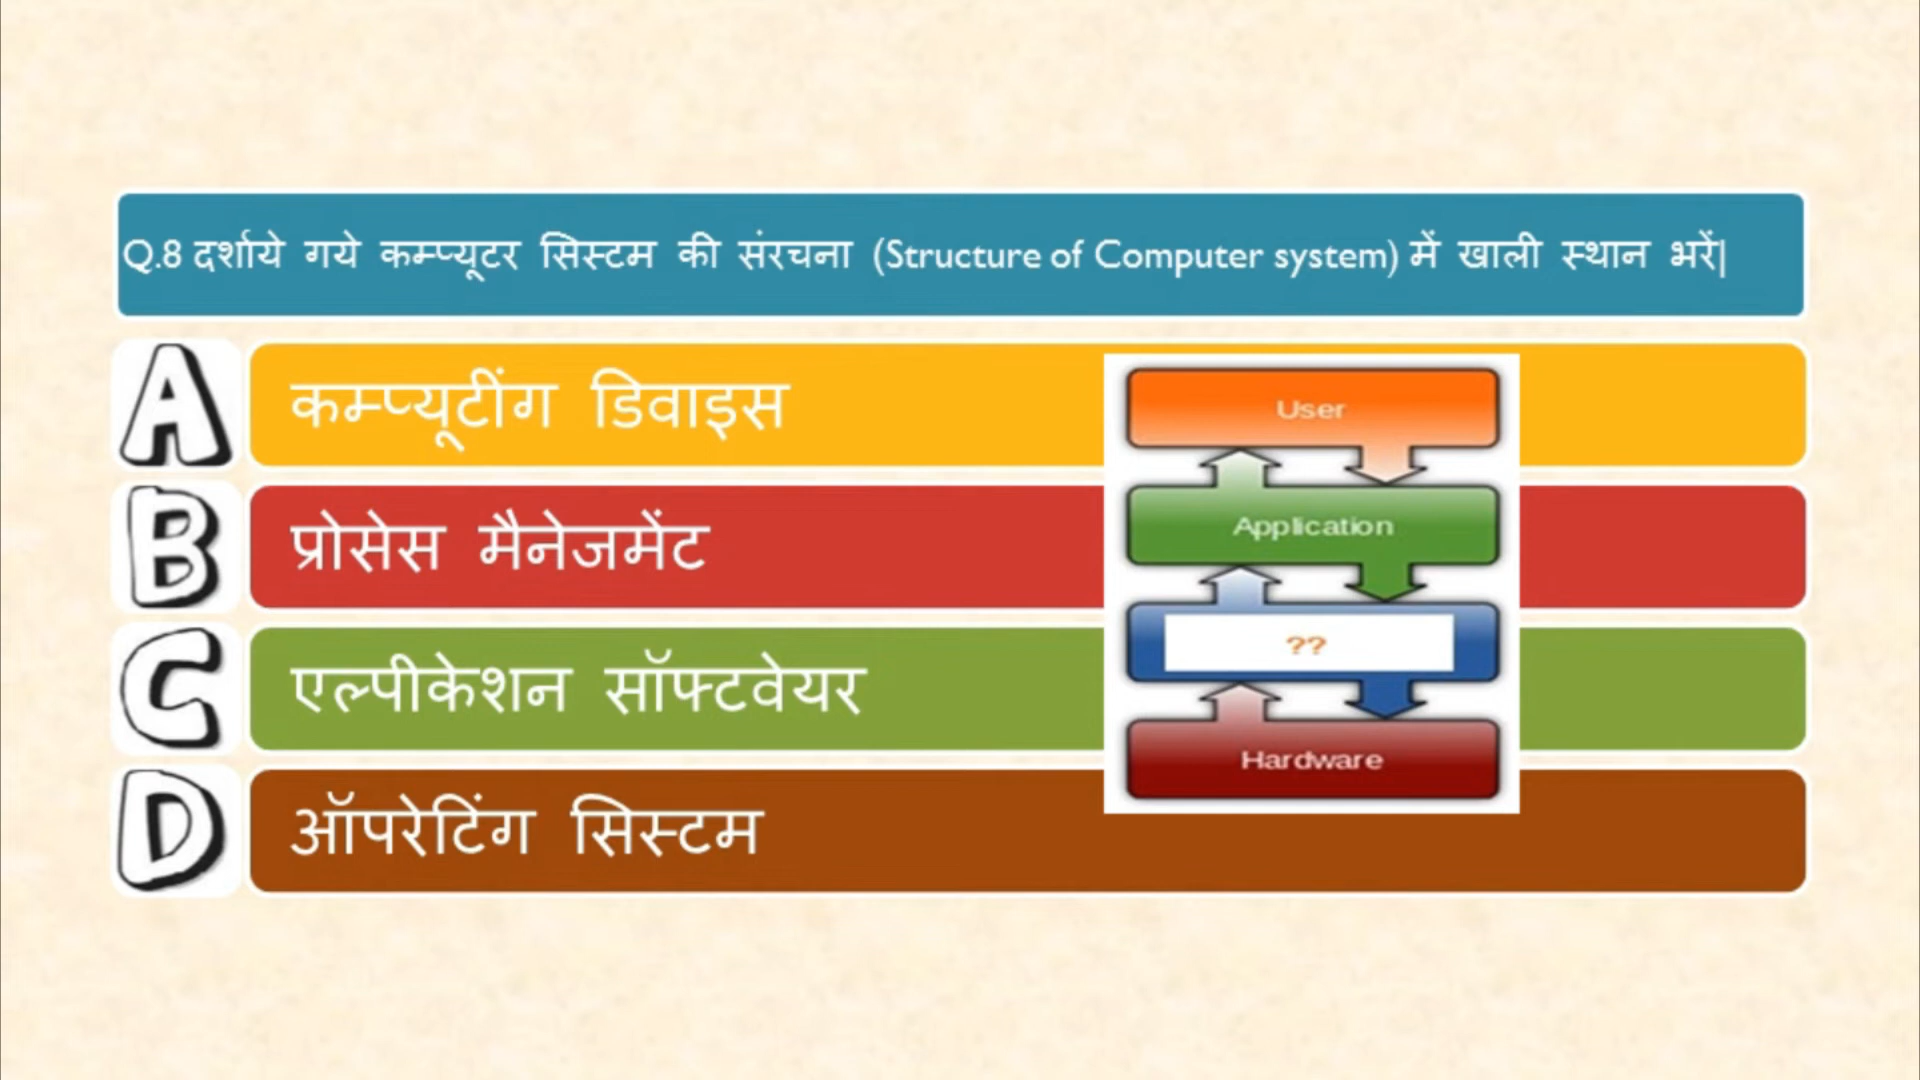 Q.8 दर्शाये गये कम्प्यूटर सिस्टम की संरचना (Structure of Computer system) में खाली स्थान भरें|
A कम्प्यूटींग डिवाइस
B प्रोसेस मैनेजमेंट
C एल्पीकेशन सॉफ्टवेयर
D ऑपरेटिंग सिस्टम
User
Application
??
Hardware